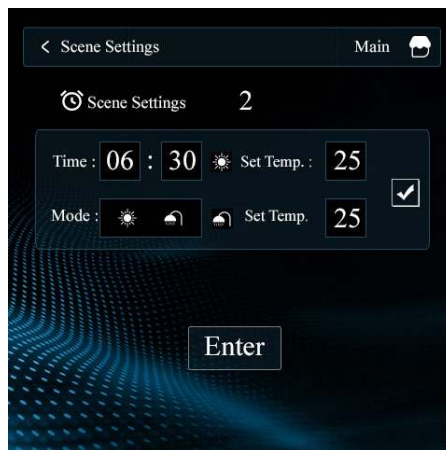 < Scene Settings Main
Scene Settings 2
Time : 06 : 30 Set Temp. : 25
Mode : Set Temp. 25
Enter